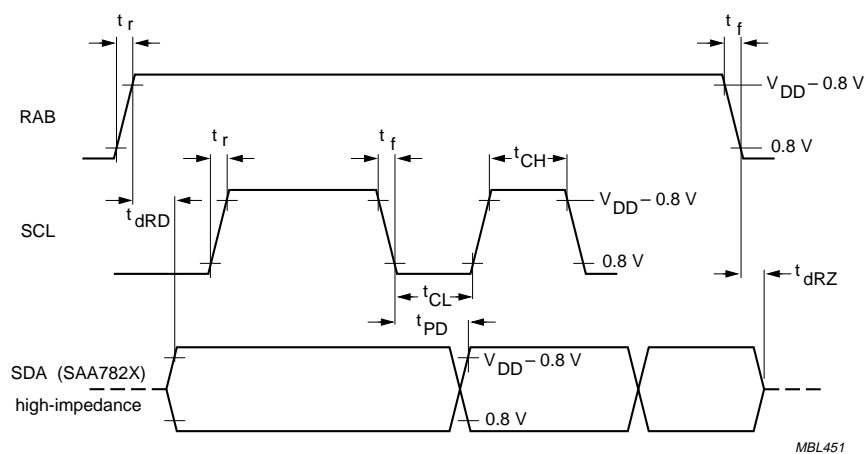 t r
t f
V DD – 0.8 V
RAB
0.8 V
t r
t f
t CH
t dRD
V DD – 0.8 V
SCL
0.8 V
t dRZ
t CL
t PD
SDA (SAA782X)
V DD – 0.8 V
high-impedance
0.8 V
MBL451